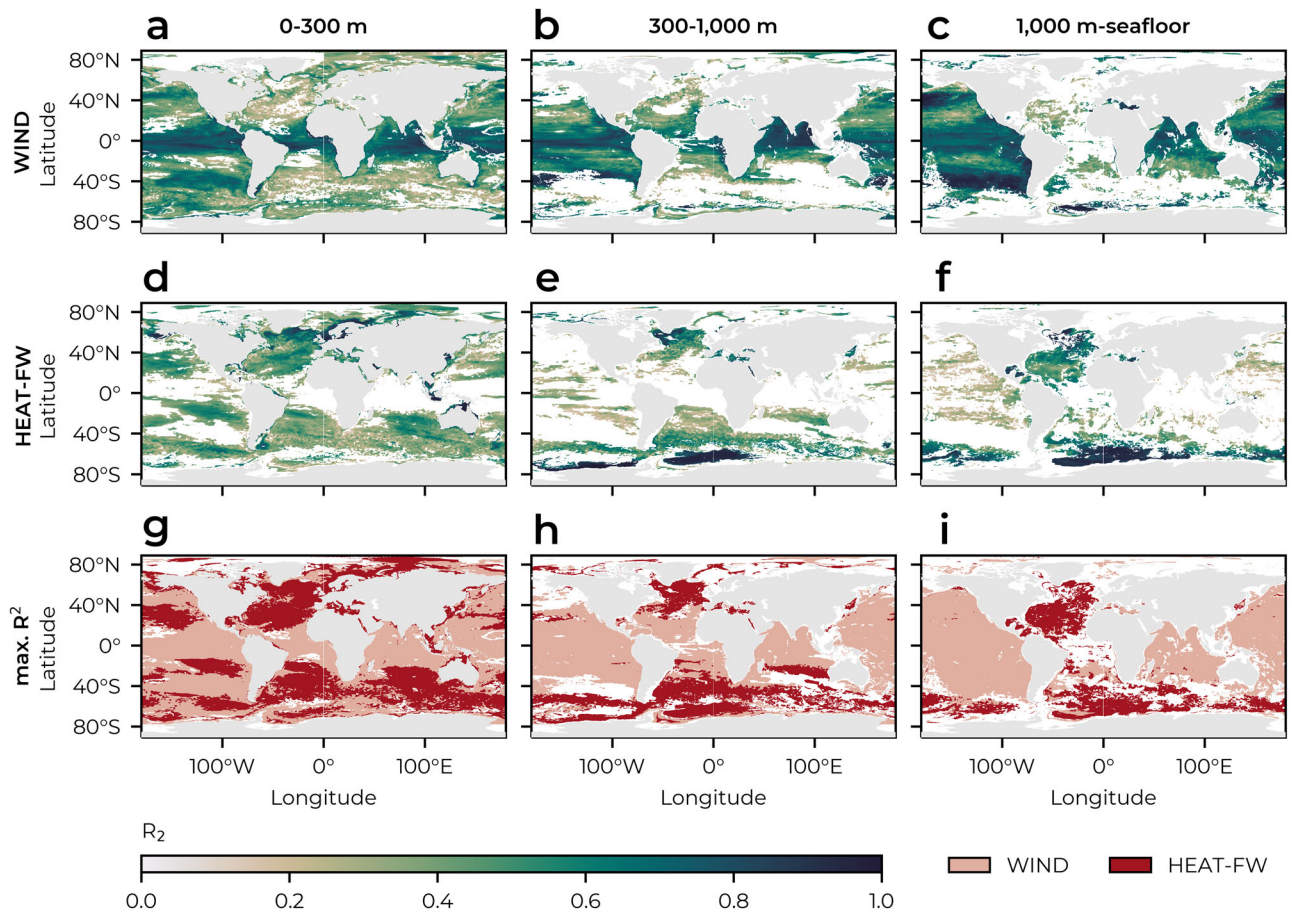 a 0-300 m
b 300-1,000 m
c 1,000 m-seafloor
WIND
Latitude
80°N
40°N
0°
40°S
80°S
d
e
f
HEAT-FW
Latitude
80°N
40°N
0°
40°S
80°S
g
h
i
max. R²
Latitude
80°N
40°N
0°
40°S
80°S
100°W 0° 100°E
100°W 0° 100°E
100°W 0° 100°E
Longitude
Longitude
Longitude
R₂
0.0 0.2 0.4 0.6 0.8 1.0
WIND
HEAT-FW